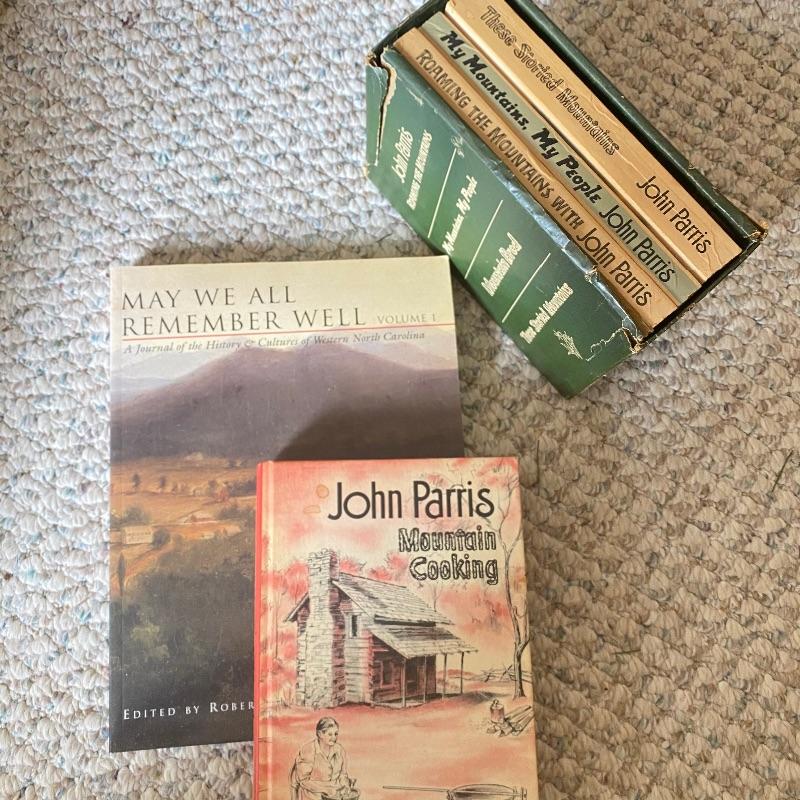 These Storied Mountains John Parris
My Mountains, My People John Parris
ROAMING THE MOUNTAINS WITH John Parris
John Parris
ROAMING THE MOUNTAINS
My Mountains, My People
Mountain Bred
These Storied Mountains
MAY WE ALL
REMEMBER WELL VOLUME 1
A Journal of the History & Cultures of Western North Carolina
EDITED BY ROBER
John Parris
Mountain
Cooking